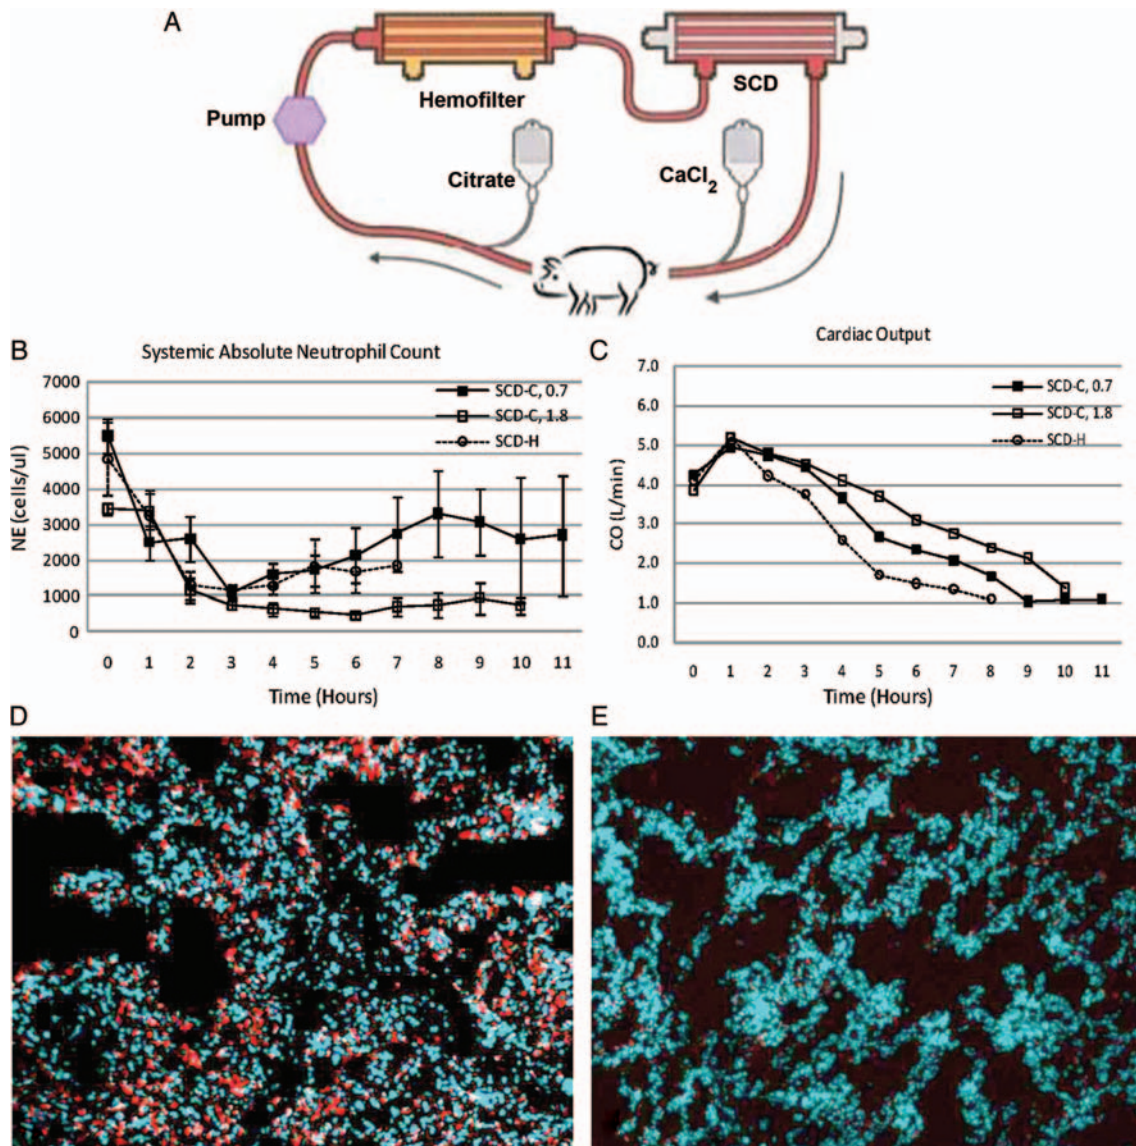 A
Hemofilter
SCD
Pump
Citrate
CaCl2
B
Systemic Absolute Neutrophil Count
NE (cells/ul)
7000
6000
5000
4000
3000
2000
1000
0
SCD-C, 0.7
SCD-C, 1.8
SCD-H
0 1 2 3 4 5 6 7 8 9 10 11
Time (Hours)
C
Cardiac Output
CO (L/min)
7.0
6.0
5.0
4.0
3.0
2.0
1.0
0.0
SCD-C, 0.7
SCD-C, 1.8
SCD-H
0 1 2 3 4 5 6 7 8 9 10 11
Time (Hours)
D
E